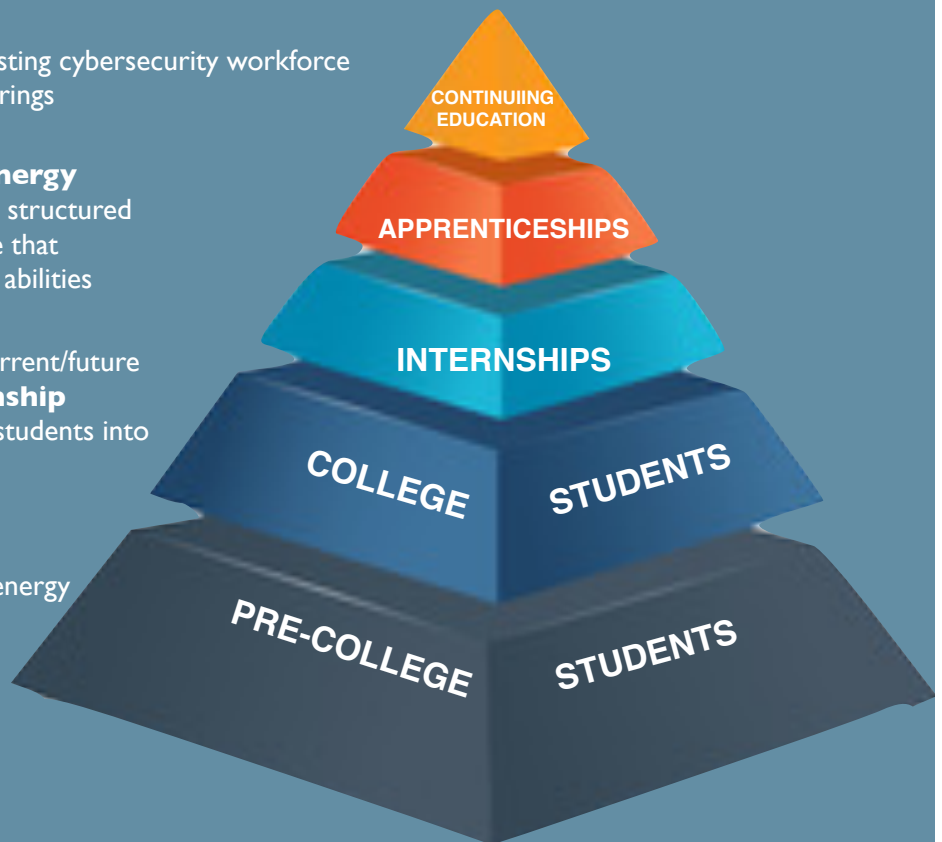 sting cybersecurity workforce
rings
nergy
structured
e that
abilities
rrent/future
nship
students into
energy
CONTINUIING
EDUCATION
APPRENTICESHIPS
INTERNSHIPS
COLLEGE STUDENTS
PRE-COLLEGE STUDENTS